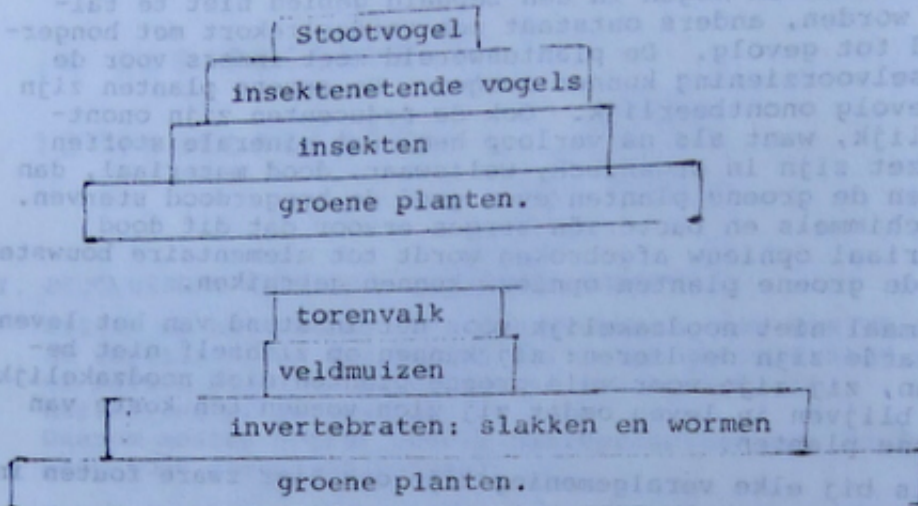 Stootvogel
insektenetende vogels
insekten
groene planten.
torenvalk
veldmuizen
invertebraten: slakken en wormen
groene planten.